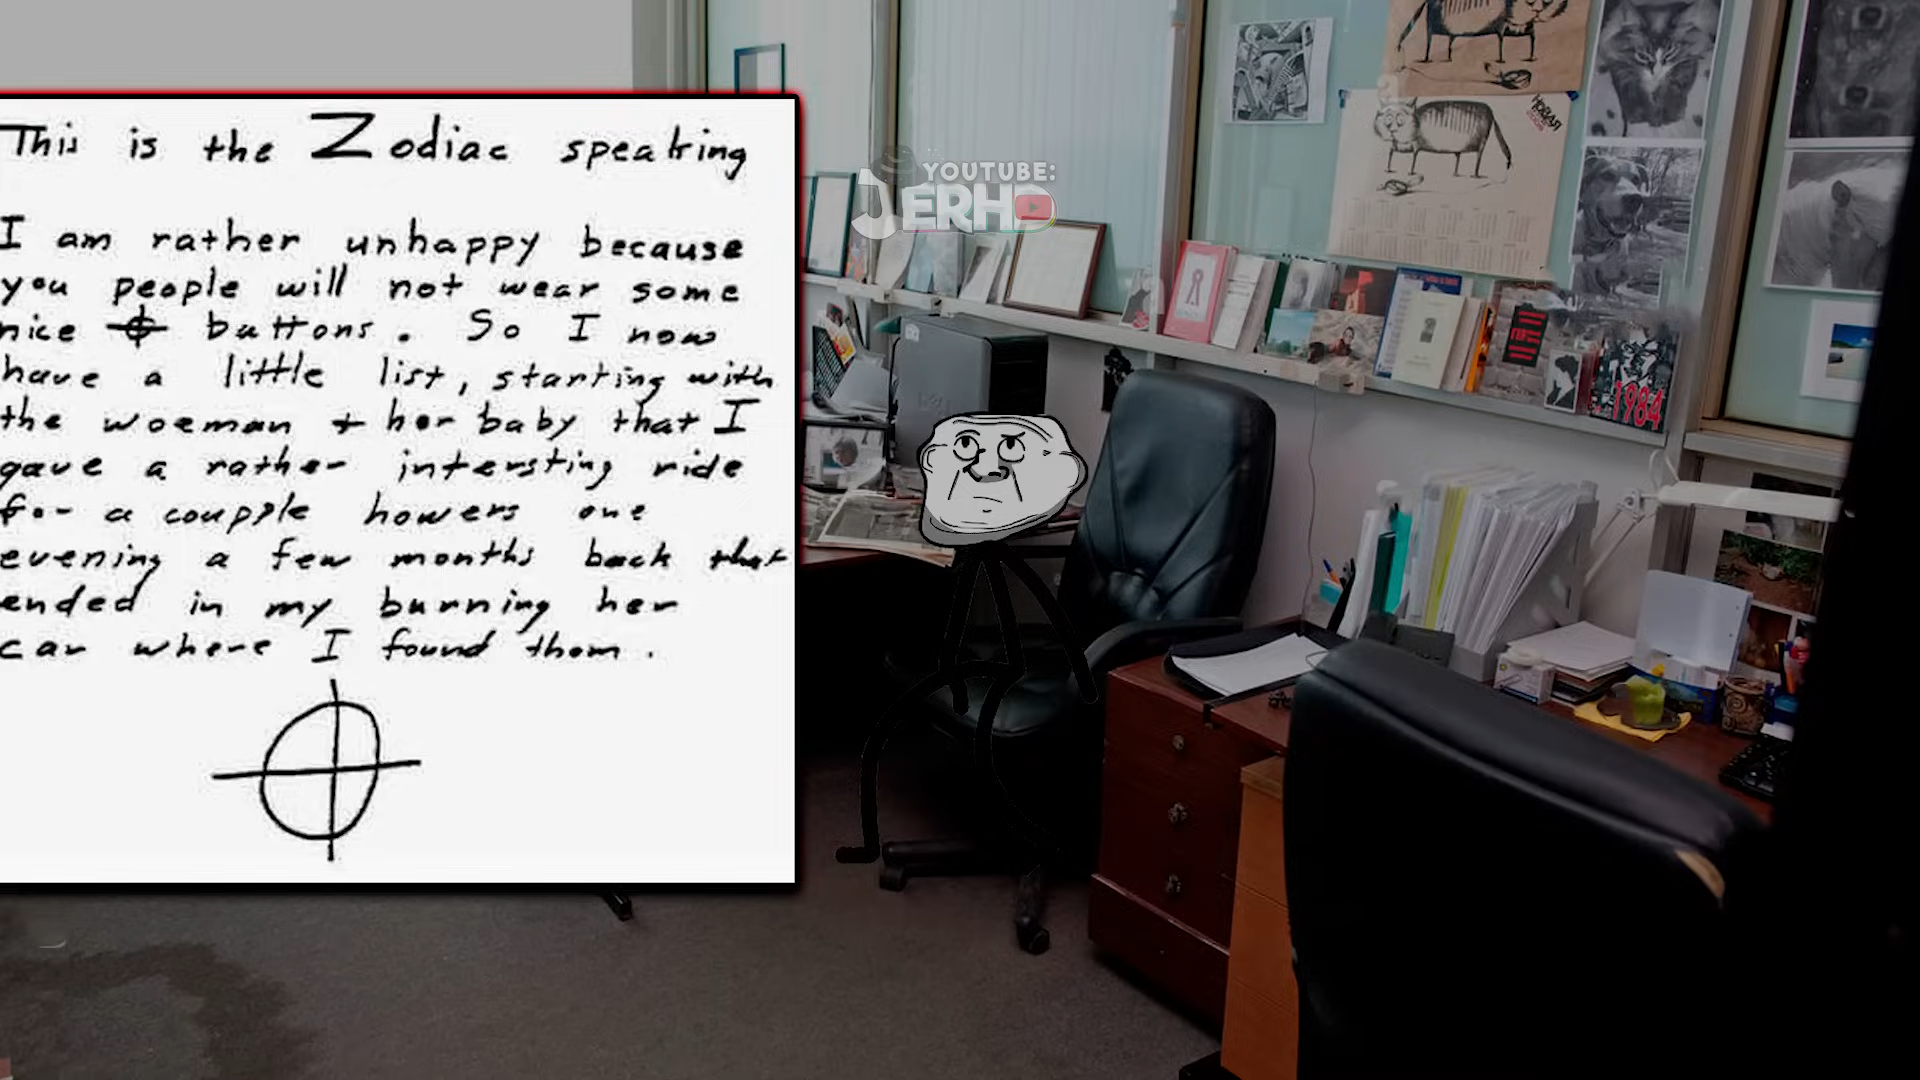 This is the Zodiac speaking
I am rather unhappy because
you people will not wear some
nice buttons. So I now
have a little list, starting with
the woeman + her baby that I
gave a rather intersting ride
for a coupple howers one
evening a few months back that
ended in my burning her
car where I found them.
YOUTUBE:
JERHD
НОВАЯ
1984